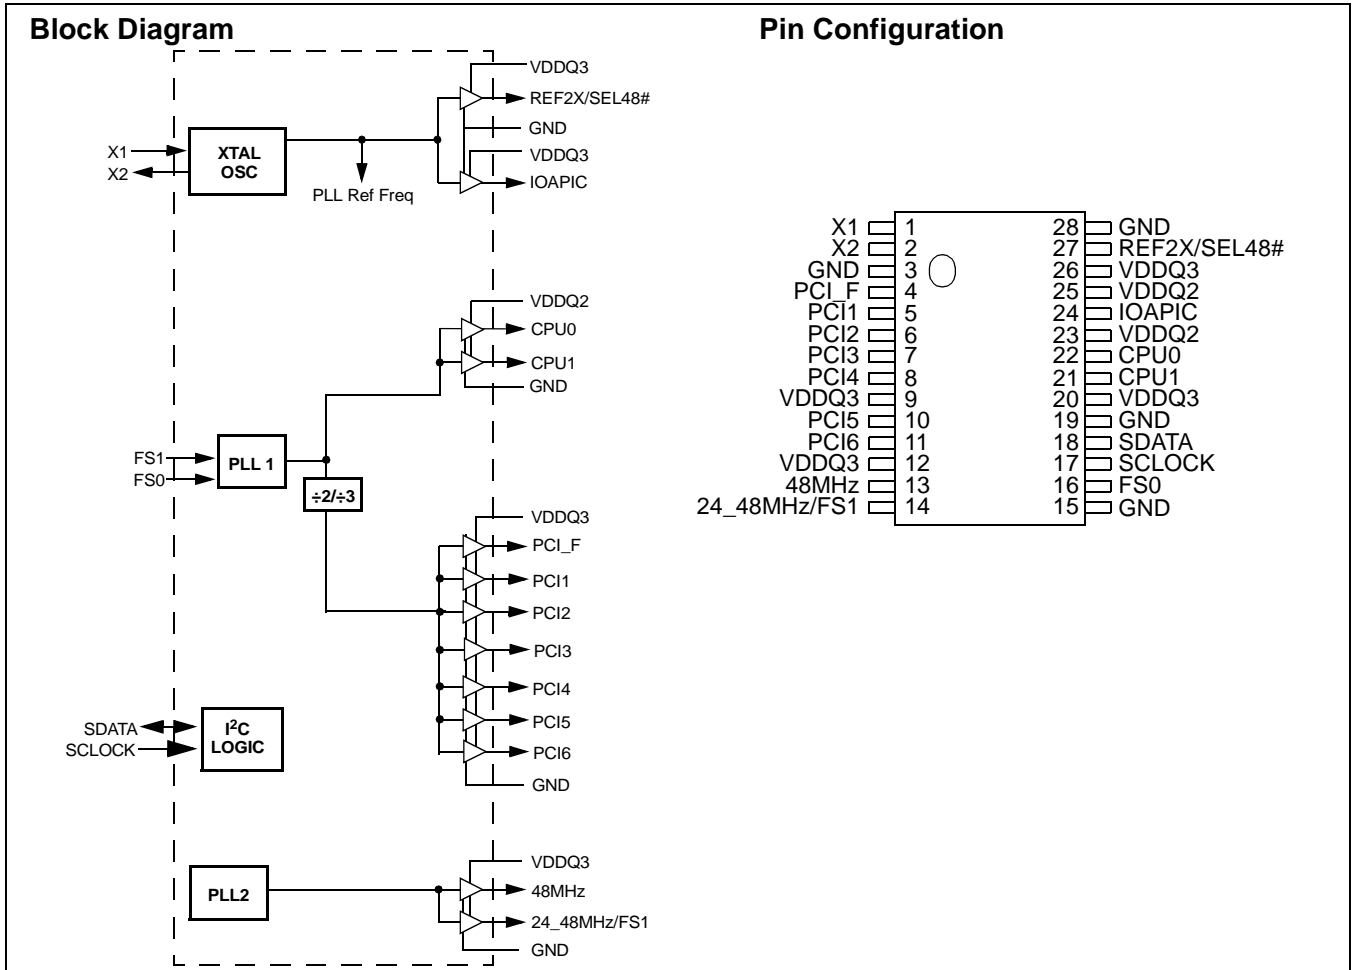 Block Diagram
VDDQ3
REF2X/SEL48#
GND
X1
XTAL
OSC
VDDQ3
X2
IOAPIC
PLL Ref Freq
VDDQ2
CPU0
CPU1
GND
FS1
FS0
PLL 1
÷2/÷3
VDDQ3
PCI_F
PCI1
PCI2
PCI3
PCI4
PCI5
PCI6
GND
SDATA
SCLOCK
I²C
LOGIC
VDDQ3
PLL2
48MHz
24_48MHz/FS1
GND
Pin Configuration
X1 1 28 GND
X2 2 27 REF2X/SEL48#
GND 3 26 VDDQ3
PCI_F 4 25 VDDQ2
PCI1 5 24 IOAPIC
PCI2 6 23 VDDQ2
PCI3 7 22 CPU0
PCI4 8 21 CPU1
VDDQ3 9 20 VDDQ3
PCI5 10 19 GND
PCI6 11 18 SDATA
VDDQ3 12 17 SCLOCK
48MHz 13 16 FS0
24_48MHz/FS1 14 15 GND